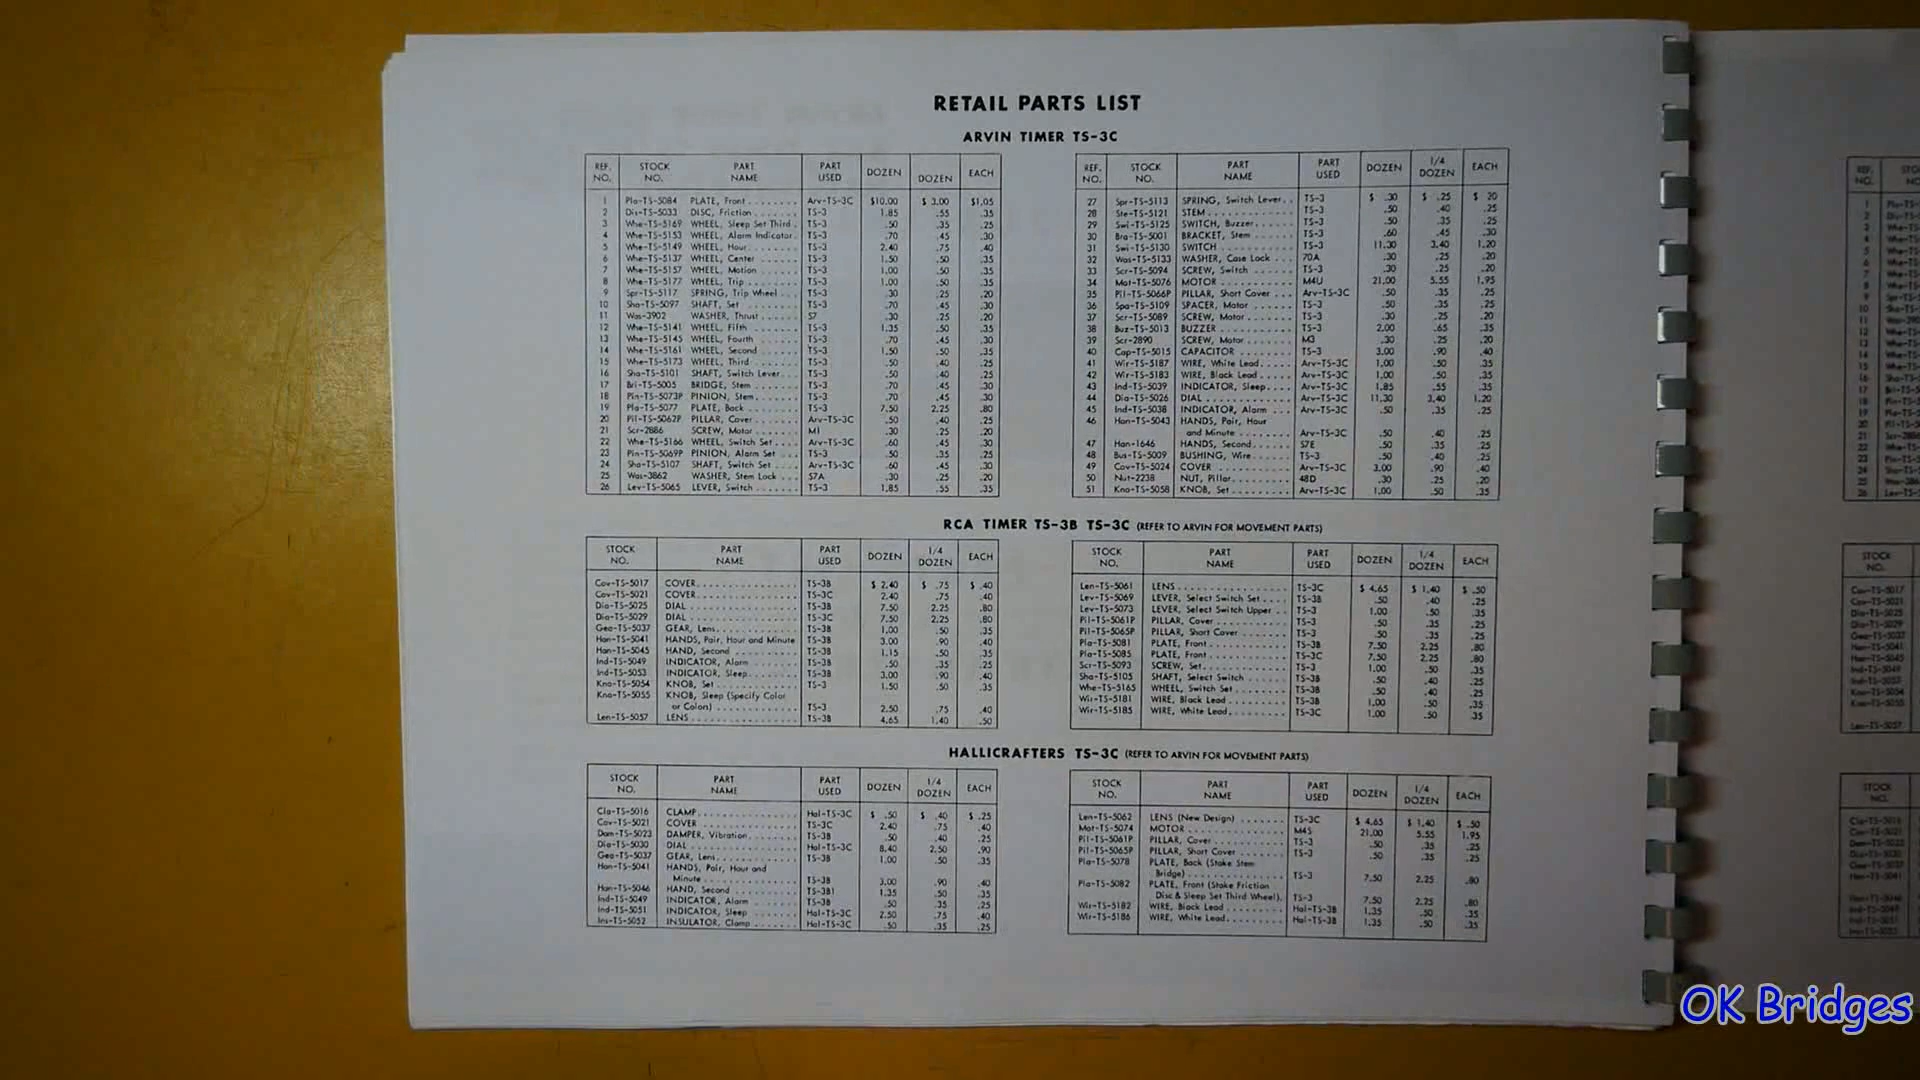 RETAIL PARTS LIST
ARVIN TIMER TS-3C
REF. NO. STOCK NO. PART NAME PART USED DOZEN DOZEN EACH
1 Pla-TS-5084 PLATE, Front Arv-TS-3C $10.00 $ 3.00 $1.05
2 Dis-TS-5033 DISC, Friction TS-3 1.85 .55 .35
3 Whe-TS-5169 WHEEL, Sleep Set Third TS-3 .50 .35 .25
4 Whe-TS-5153 WHEEL, Alarm Indicator TS-3 .70 .45 .30
5 Whe-TS-5149 WHEEL, Hour TS-3 2.40 .75 .40
6 Whe-TS-5137 WHEEL, Center TS-3 1.50 .50 .35
7 Whe-TS-5157 WHEEL, Motion TS-3 1.00 .50 .35
8 Whe-TS-5177 WHEEL, Trip TS-3 1.00 .50 .35
9 Spr-TS-5117 SPRING, Trip Wheel TS-3 .30 .25 .20
10 Sha-TS-5097 SHAFT, Set TS-3 .70 .45 .30
11 Was-3902 WASHER, Thrust S7 .30 .25 .20
12 Whe-TS-5141 WHEEL, Fifth TS-3 1.35 .50 .35
13 Whe-TS-5145 WHEEL, Fourth TS-3 .70 .45 .30
14 Whe-TS-5161 WHEEL, Second TS-3 1.50 .50 .35
15 Whe-TS-5173 WHEEL, Third TS-3 .50 .40 .25
16 Sha-TS-5101 SHAFT, Switch Lever TS-3 .50 .40 .25
17 Bri-TS-5005 BRIDGE, Stem TS-3 .70 .45 .30
18 Pin-TS-5073P PINION, Stem TS-3 .70 .45 .30
19 Pla-TS-5077 PLATE, Back TS-3 7.50 2.25 .80
20 Pil-TS-5062P PILLAR, Cover Arv-TS-3C .50 .40 .25
21 Scr-2886 SCREW, Motor M1 .30 .25 .20
22 Whe-TS-5166 WHEEL, Switch Set Arv-TS-3C .60 .45 .30
23 Pin-TS-5069P PINION, Alarm Set TS-3 .50 .35 .25
24 Sha-TS-5107 SHAFT, Switch Set Arv-TS-3C .60 .45 .30
25 Was-3862 WASHER, Stem Lock S7A .30 .25 .20
26 Lev-TS-5065 LEVER, Switch TS-3 1.85 .55 .35
REF. NO. STOCK NO. PART NAME PART USED DOZEN 1/4 DOZEN EACH
27 Spr-TS-5113 SPRING, Switch Lever TS-3 $ .30 $ .25 $ 20
28 Ste-TS-5121 STEM TS-3 .50 .40 .25
29 Swi-TS-5125 SWITCH, Buzzer TS-3 .50 .35 .25
30 Bra-TS-5001 BRACKET, Stem TS-3 .60 .45 .30
31 Swi-TS-5130 SWITCH TS-3 11.30 3.40 1.20
32 Was-TS-5133 WASHER, Case Lock 70A .30 .25 .20
33 Scr-TS-5094 SCREW, Switch TS-3 .30 .25 .20
34 Mot-TS-5076 MOTOR M4U 21.00 5.55 1.95
35 Pil-TS-5066P PILLAR, Short Cover Arv-TS-3C .50 .35 .25
36 Spa-TS-5109 SPACER, Motor TS-3 .50 .35 .25
37 Scr-TS-5089 SCREW, Motor TS-3 .30 .25 .20
38 Buz-TS-5013 BUZZER TS-3 2.00 .65 .35
39 Scr-2890 SCREW, Motor M3 .30 .25 .20
40 Cap-TS-5015 CAPACITOR TS-3 3.00 .90 .40
41 Wir-TS-5187 WIRE, White Lead Arv-TS-3C 1.00 .50 .35
42 Wir-TS-5183 WIRE, Black Lead Arv-TS-3C 1.00 .50 .35
43 Ind-TS-5039 INDICATOR, Sleep Arv-TS-3C 1.85 .55 .35
44 Dia-TS-5026 DIAL Arv-TS-3C 11.30 3.40 1.20
45 Ind-TS-5038 INDICATOR, Alarm Arv-TS-3C .50 .35 .25
46 Han-TS-5043 HANDS, Pair, Hour
and Minute Arv-TS-3C .50 .40 .25
47 Han-1646 HANDS, Second S7E .50 .35 .25
48 Bus-TS-5009 BUSHING, Wire TS-3 .50 .40 .25
49 Cov-TS-5024 COVER Arv-TS-3C 3.00 .90 .40
50 Nut-2238 NUT, Pillar 48D .30 .25 .20
51 Kno-TS-5058 KNOB, Set Arv-TS-3C 1.00 .50 .35
RCA TIMER TS-3B TS-3C (REFER TO ARVIN FOR MOVEMENT PARTS)
STOCK NO. PART NAME PART USED DOZEN 1/4 DOZEN EACH
Cov-TS-5017 COVER TS-3B $ 2.40 $ .75 $ .40
Cov-TS-5021 COVER TS-3C 2.40 .75 .40
Dia-TS-5025 DIAL TS-3B 7.50 2.25 .80
Dia-TS-5029 DIAL TS-3C 7.50 2.25 .80
Gea-TS-5037 GEAR, Lens TS-3B 1.00 .50 .35
Han-TS-5041 HANDS, Pair, Hour and Minute TS-3B 3.00 .90 .40
Han-TS-5045 HAND, Second TS-3B 1.15 .50 .35
Ind-TS-5049 INDICATOR, Alarm TS-3B .50 .35 .25
Ind-TS-5053 INDICATOR, Sleep TS-3B 3.00 .90 .40
Kno-TS-5054 KNOB, Set TS-3 1.50 .50 .35
Kno-TS-5055 KNOB, Sleep (Specify Color
or Colon) TS-3 2.50 .75 .40
Len-TS-5057 LENS TS-3B 4.65 1.40 .50
STOCK NO. PART NAME PART USED DOZEN 1/4 DOZEN EACH
Len-TS-5061 LENS TS-3C $ 4.65 $ 1.40 $ .50
Lev-TS-5069 LEVER, Select Switch Set TS-3B .50 .40 .25
Lev-TS-5073 LEVER, Select Switch Upper TS-3 1.00 .50 .35
Pil-TS-5061P PILLAR, Cover TS-3 .50 .35 .25
Pil-TS-5065P PILLAR, Short Cover TS-3 .50 .35 .25
Pla-TS-5081 PLATE, Front TS-3B 7.50 2.25 .80
Pla-TS-5085 PLATE, Front TS-3C 7.50 2.25 .80
Scr-TS-5093 SCREW, Set TS-3 1.00 .50 .35
Sha-TS-5105 SHAFT, Select Switch TS-3B .50 .40 .25
Whe-TS-5165 WHEEL, Switch Set TS-3B .50 .40 .25
Wir-TS-5181 WIRE, Black Lead TS-3B 1.00 .50 .35
Wir-TS-5185 WIRE, White Lead TS-3C 1.00 .50 .35
HALLICRAFTERS TS-3C (REFER TO ARVIN FOR MOVEMENT PARTS)
STOCK NO. PART NAME PART USED DOZEN 1/4 DOZEN EACH
Cla-TS-5016 CLAMP Hal-TS-3C $ .50 $ .40 $ .25
Cov-TS-5021 COVER TS-3C 2.40 .75 .40
Dam-TS-5023 DAMPER, Vibration TS-3B .50 .40 .25
Dia-TS-5030 DIAL Hal-TS-3C 8.40 2.50 .90
Gea-TS-5037 GEAR, Lens TS-3B 1.00 .50 .35
Han-TS-5041 HANDS, Pair, Hour and
Minute TS-3B 3.00 .90 .40
Han-TS-5046 HAND, Second TS-3B1 1.35 .50 .35
Ind-TS-5049 INDICATOR, Alarm TS-3B .50 .35 .25
Ind-TS-5051 INDICATOR, Sleep Hal-TS-3C 2.50 .75 .40
Ins-TS-5052 INSULATOR, Clamp Hal-TS-3C .50 .35 .25
STOCK NO. PART NAME PART USED DOZEN 1/4 DOZEN EACH
Len-TS-5062 LENS (New Design) TS-3C $ 4.65 $ 1.40 $ .50
Mot-TS-5074 MOTOR M4S 21.00 5.55 1.95
Pil-TS-5061P PILLAR, Cover TS-3 .50 .35 .25
Pil-TS-5065P PILLAR, Short Cover TS-3 .50 .35 .25
Pla-TS-5078 PLATE, Back (Stake Stem
Bridge) TS-3 7.50 2.25 .80
Pla-TS-5082 PLATE, Front (Stake Friction
Disc & Sleep Set Third Wheel) TS-3 7.50 2.25 .80
Wir-TS-5182 WIRE, Black Lead Hal-TS-3B 1.35 .50 .35
Wir-TS-5186 WIRE, White Lead Hal-TS-3B 1.35 .50 .35
OK Bridges